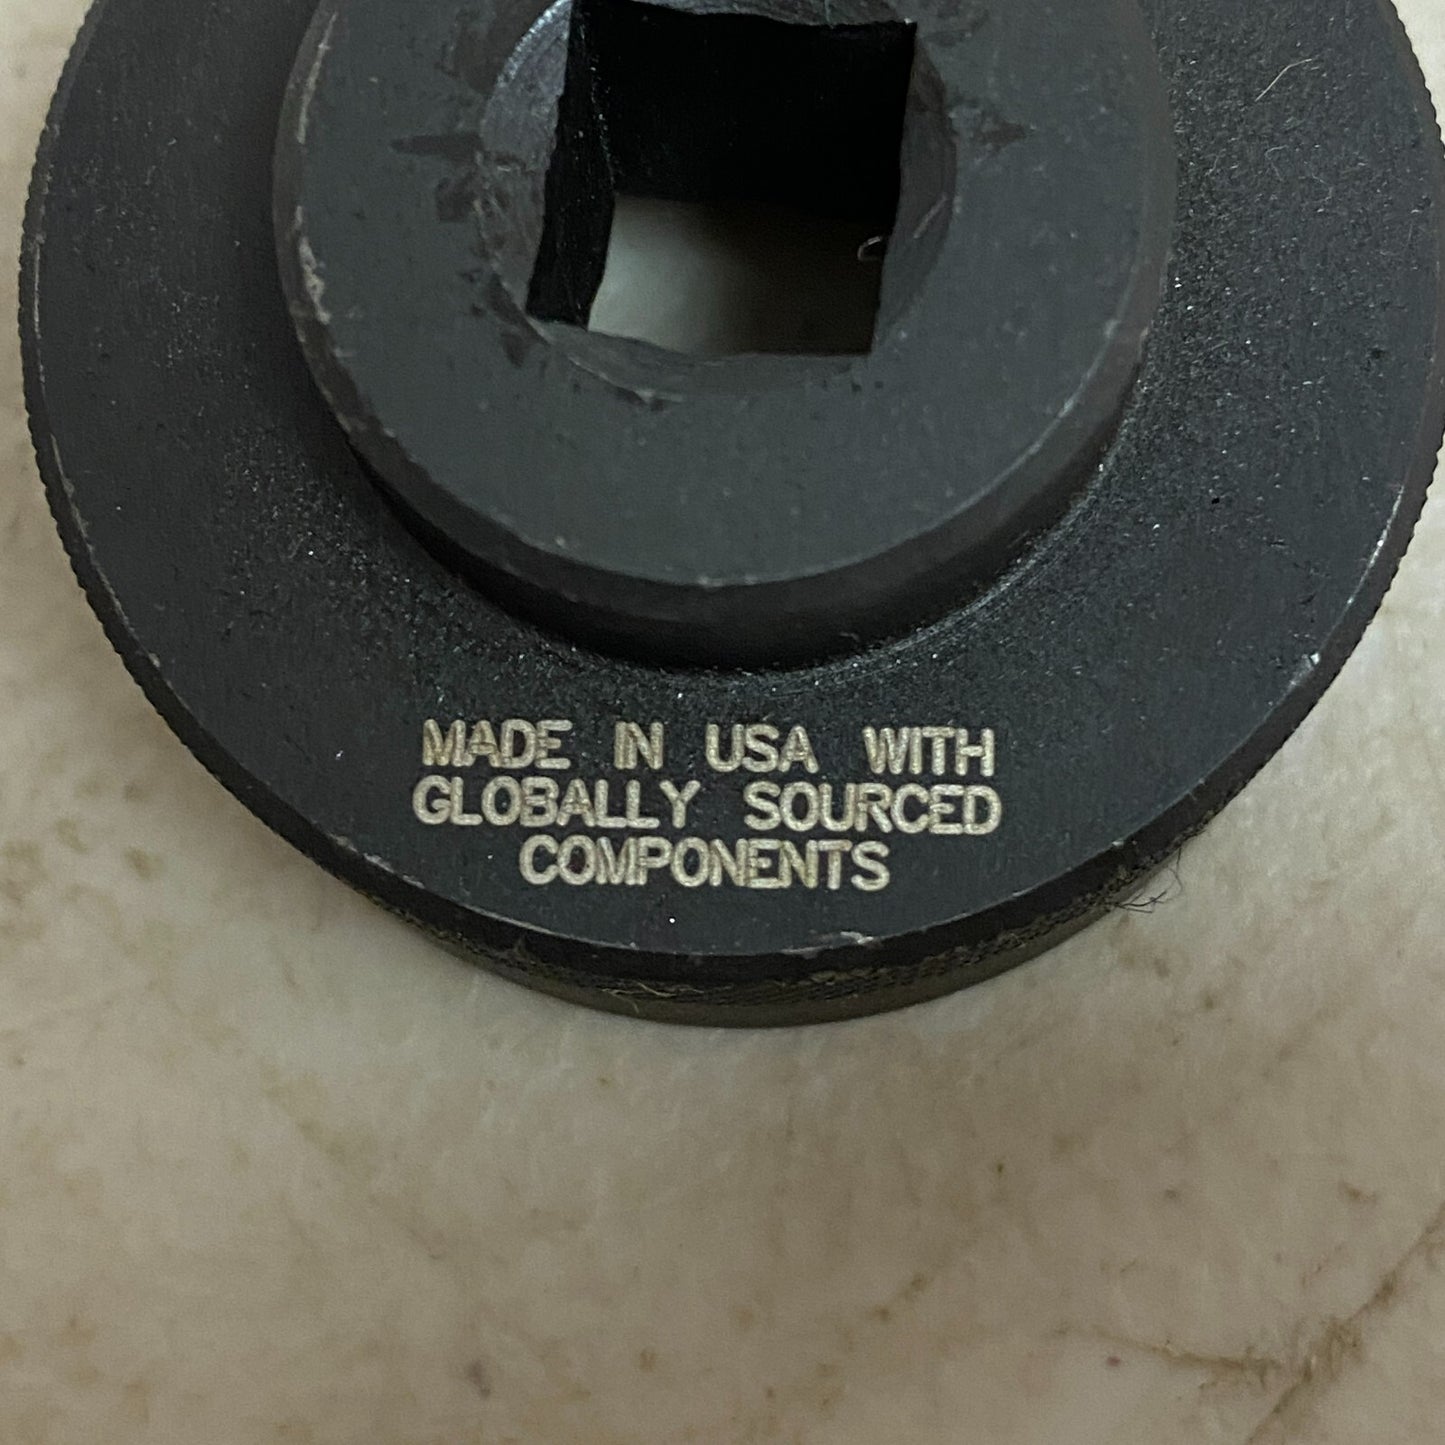 MADE IN USA WITH
GLOBALLY SOURCED
COMPONENTS